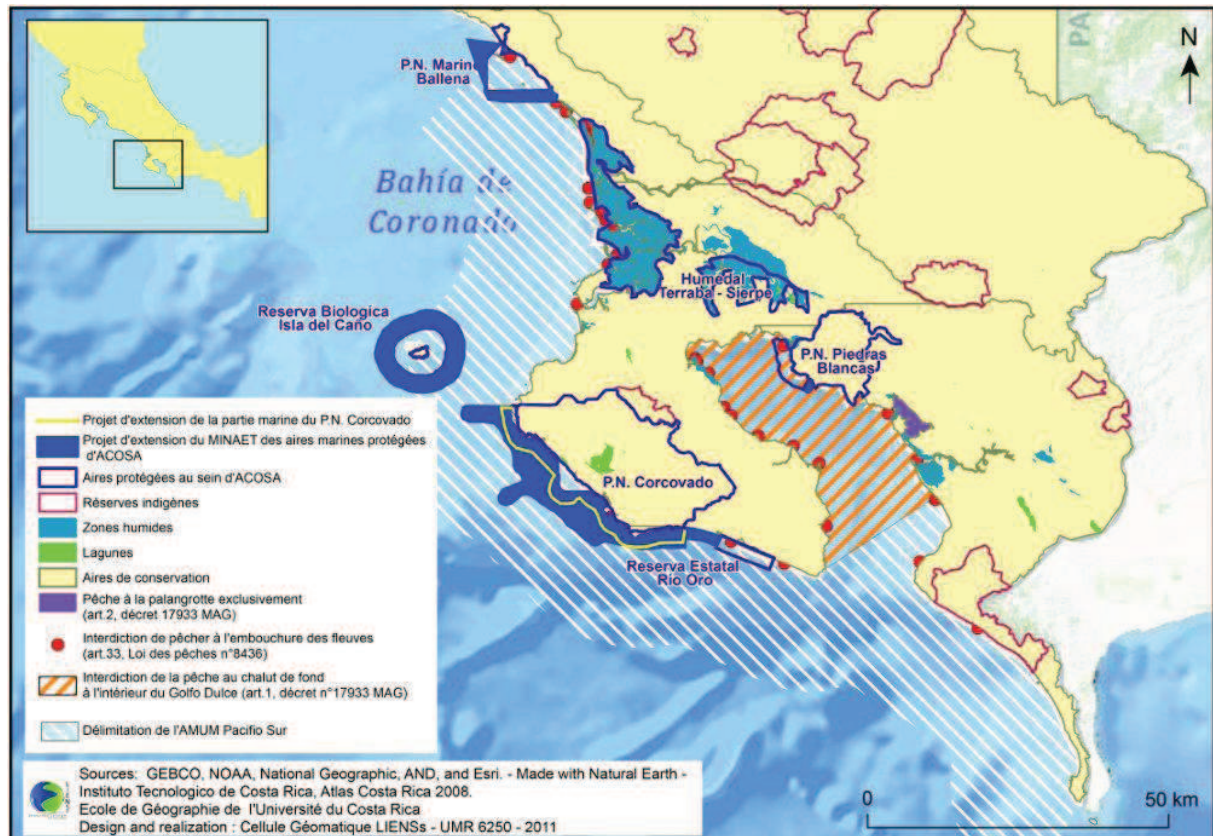 PA
N
P.N. Marino
Ballena
Bahía de
Coronado
Humedal
Terraba - Sierpe
Reserva Biologica
Isla del Caño
P.N. Piedras
Blancas
P.N. Corcovado
Reserva Estatal
Rio Oro
Projet d'extension de la partie marine du P.N. Corcovado
Projet d'extension du MINAET des aires marines protégées
d'ACOSA
Aires protégées au sein d'ACOSA
Réserves indigènes
Zones humides
Lagunes
Aires de conservation
Pêche à la palangrotte exclusivement
(art.2, décret 17933 MAG)
Interdiction de pêcher à l'embouchure des fleuves
(art.33, Loi des pêches n°8436)
Interdiction de la pêche au chalut de fond
à l'intérieur du Golfo Dulce (art.1, décret n°17933 MAG)
Délimitation de l'AMUM Pacifio Sur
Sources: GEBCO, NOAA, National Geographic, AND, and Esri. - Made with Natural Earth -
Instituto Tecnologico de Costa Rica, Atlas Costa Rica 2008.
Ecole de Géographie de l'Université du Costa Rica
Design and realization : Cellule Géomatique LIENSs - UMR 6250 - 2011
0 50 km